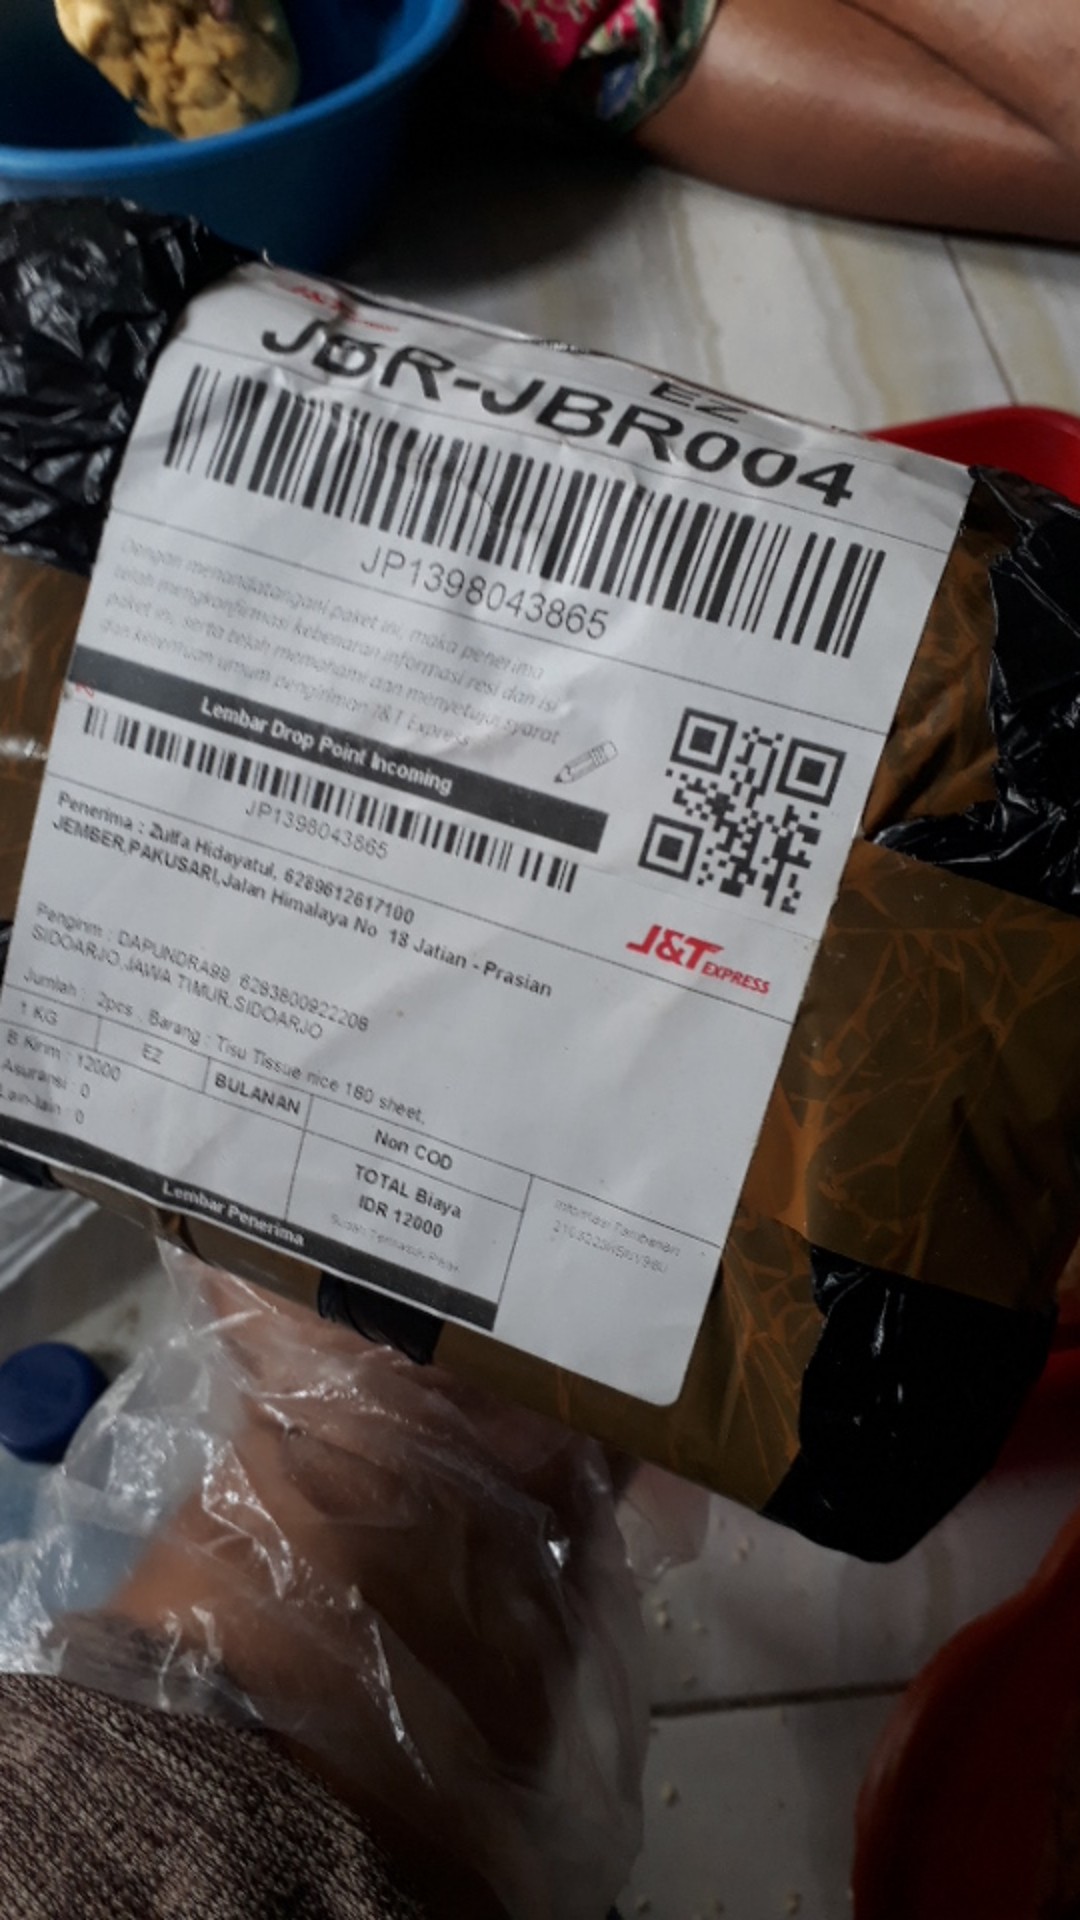 J&T
EZ
JBR-JBR004
JP1398043865
Dengan menandatangani paket ini, maka penerima
telah mengkonfirmasi kebenaran informasi resi dan isi
paket ini, serta telah memahami dan menyetujui syarat
dan ketentuan umum pengiriman J&T Express
Lembar Drop Point Incoming
JP1398043865
Penerima : Zulfa Hidayatul, 6289612617100
JEMBER,PAKUSARI,Jalan Himalaya No 18 Jatian - Prasian
J&T EXPRESS
Pengirim : DAPUNDRA99 6283800922208
SIDOARJO,JAWA TIMUR,SIDOARJO
Jumlah : 2pcs Barang : Tisu Tissue nice 180 sheet,
1 KG EZ BULANAN Non COD
B Kirim : 12000
Asuransi : 0
Lain-lain : 0
TOTAL Biaya
IDR 12000
Sudah Termasuk
Informasi Tambahan
Lembar Penerima